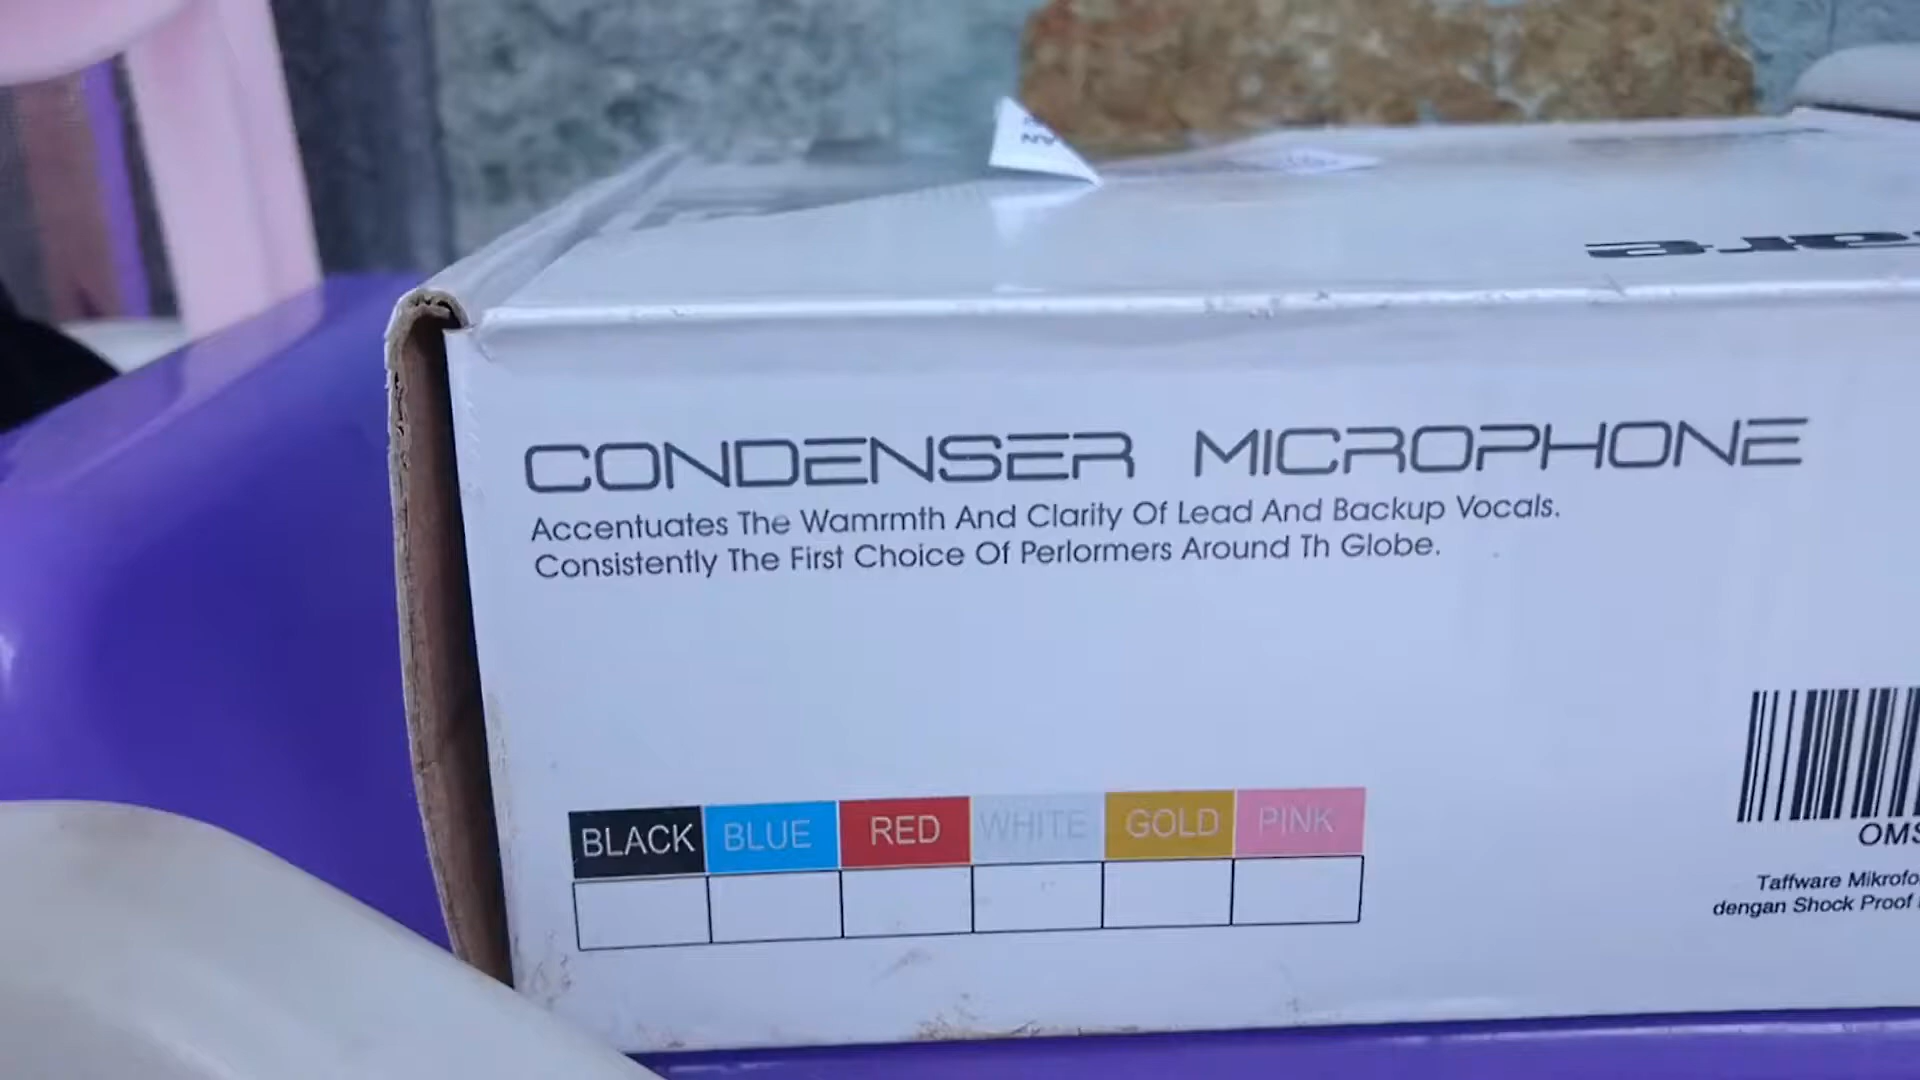 CONDENSER MICROPHONE
Accentuates The Wamrmth And Clarity Of Lead And Backup Vocals.
Consistently The First Choice Of Perlormers Around Th Globe.
BLACK BLUE RED WHITE GOLD PINK
OMS
Taffware Mikrofo
dengan Shock Proof